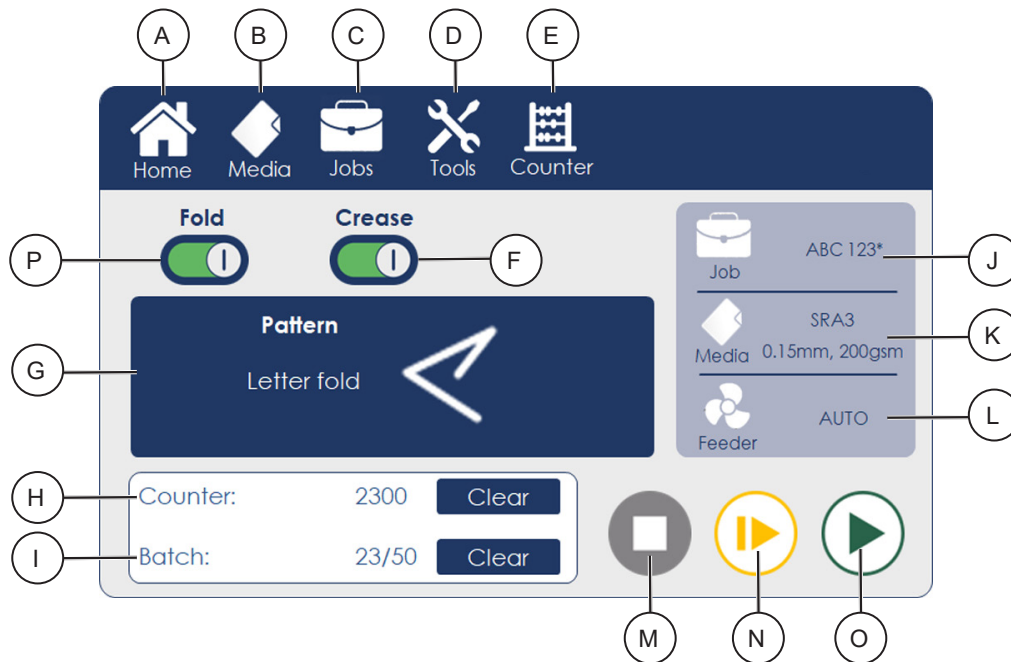 A B C D E
Home Media Jobs Tools Counter
Fold Crease
P F
Job ABC 123* J
Pattern
Letter fold
G
SRA3
Media 0.15mm, 200gsm K
Feeder AUTO L
H Counter: 2300 Clear
I Batch: 23/50 Clear
M N O